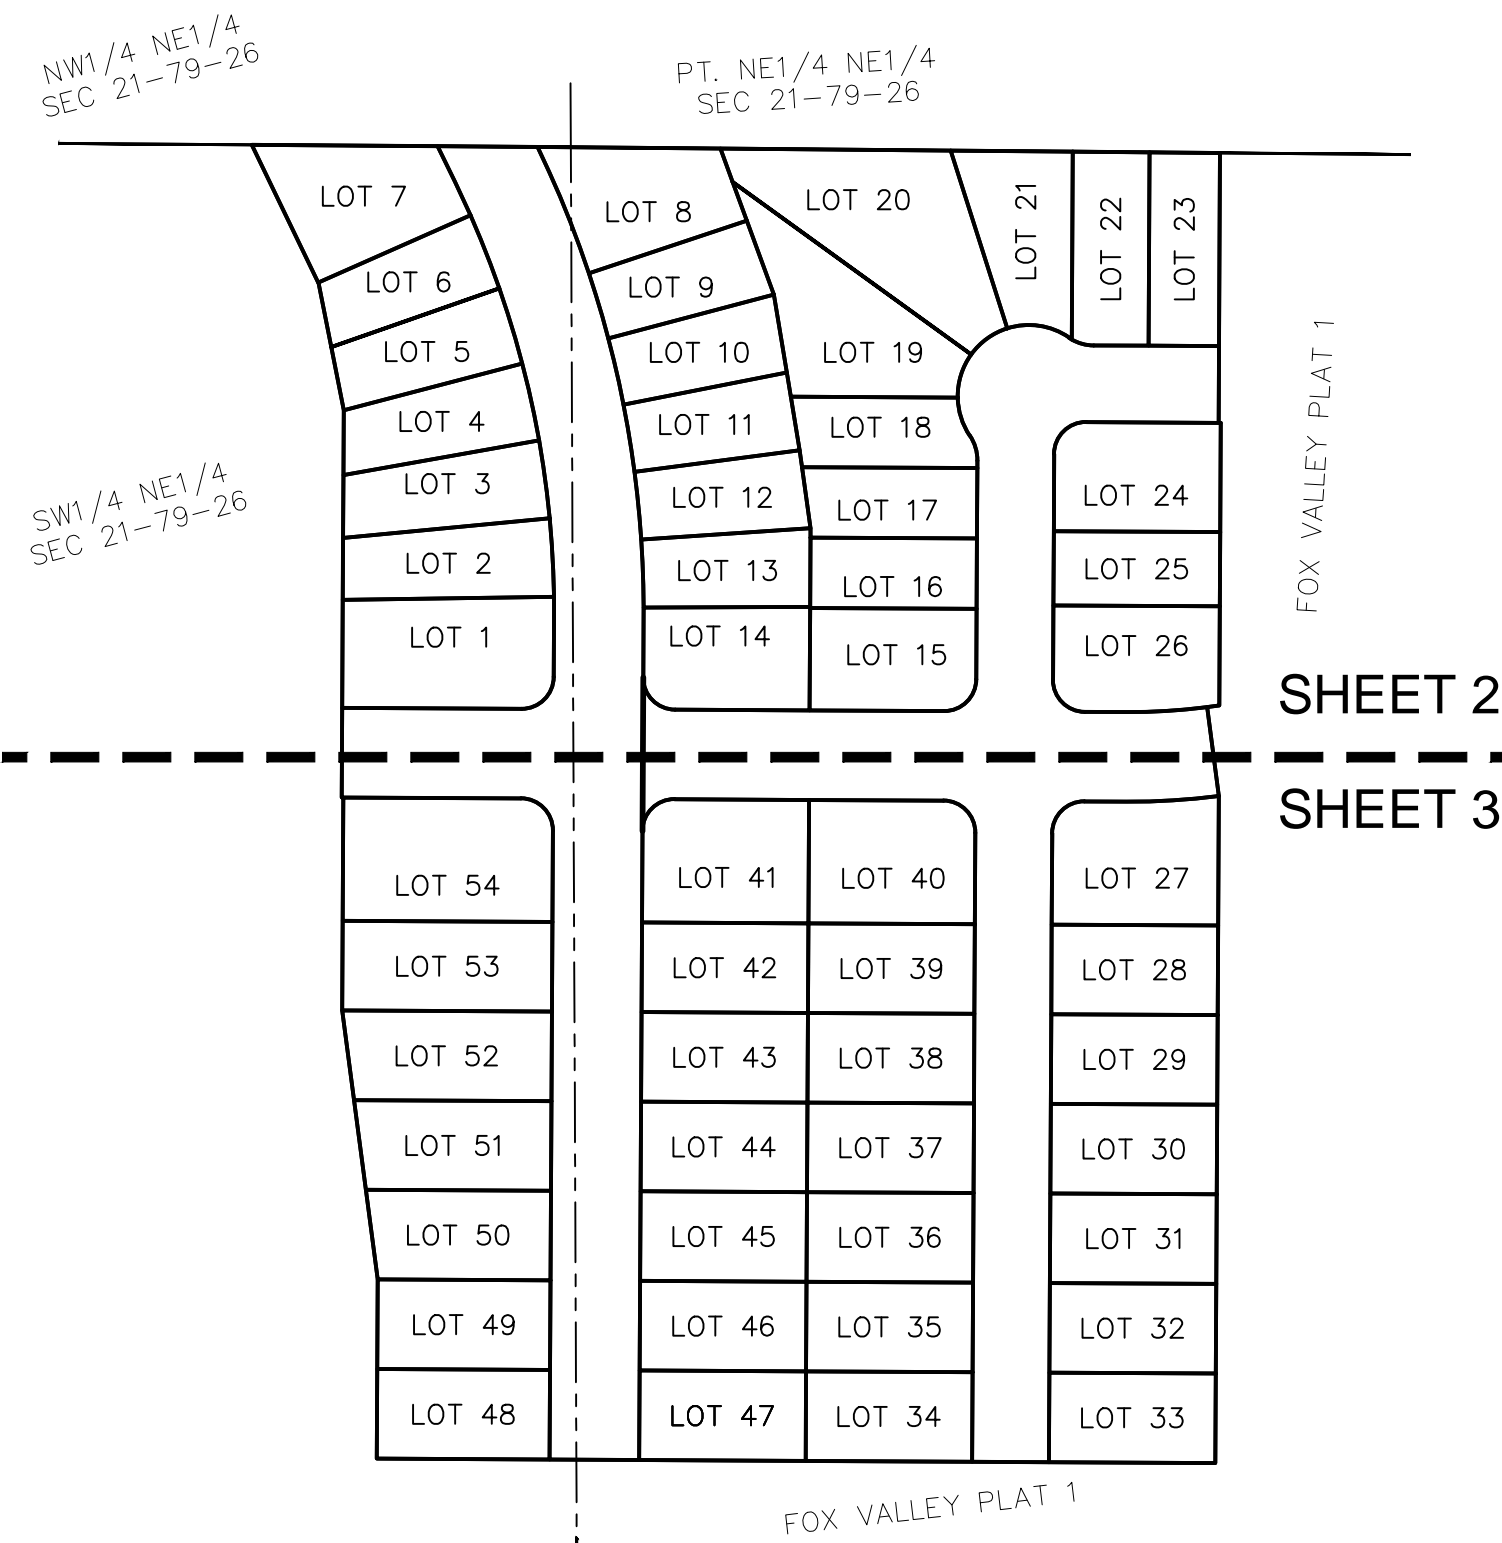 NW1/4 NE1/4
SEC 21-79-26
PT. NE1/4 NE1/4
SEC 21-79-26
LOT 7
LOT 8
LOT 20
LOT 21
LOT 22
LOT 23
LOT 6
LOT 9
LOT 5
LOT 10
LOT 19
FOX VALLEY PLAT 1
LOT 4
LOT 11
LOT 18
SW1/4 NE1/4
SEC 21-79-26
LOT 3
LOT 12
LOT 17
LOT 24
LOT 2
LOT 13
LOT 16
LOT 25
LOT 1
LOT 14
LOT 15
LOT 26
SHEET 2
SHEET 3
LOT 54
LOT 41
LOT 40
LOT 27
LOT 53
LOT 42
LOT 39
LOT 28
LOT 52
LOT 43
LOT 38
LOT 29
LOT 51
LOT 44
LOT 37
LOT 30
LOT 50
LOT 45
LOT 36
LOT 31
LOT 49
LOT 46
LOT 35
LOT 32
LOT 48
LOT 47
LOT 34
LOT 33
FOX VALLEY PLAT 1